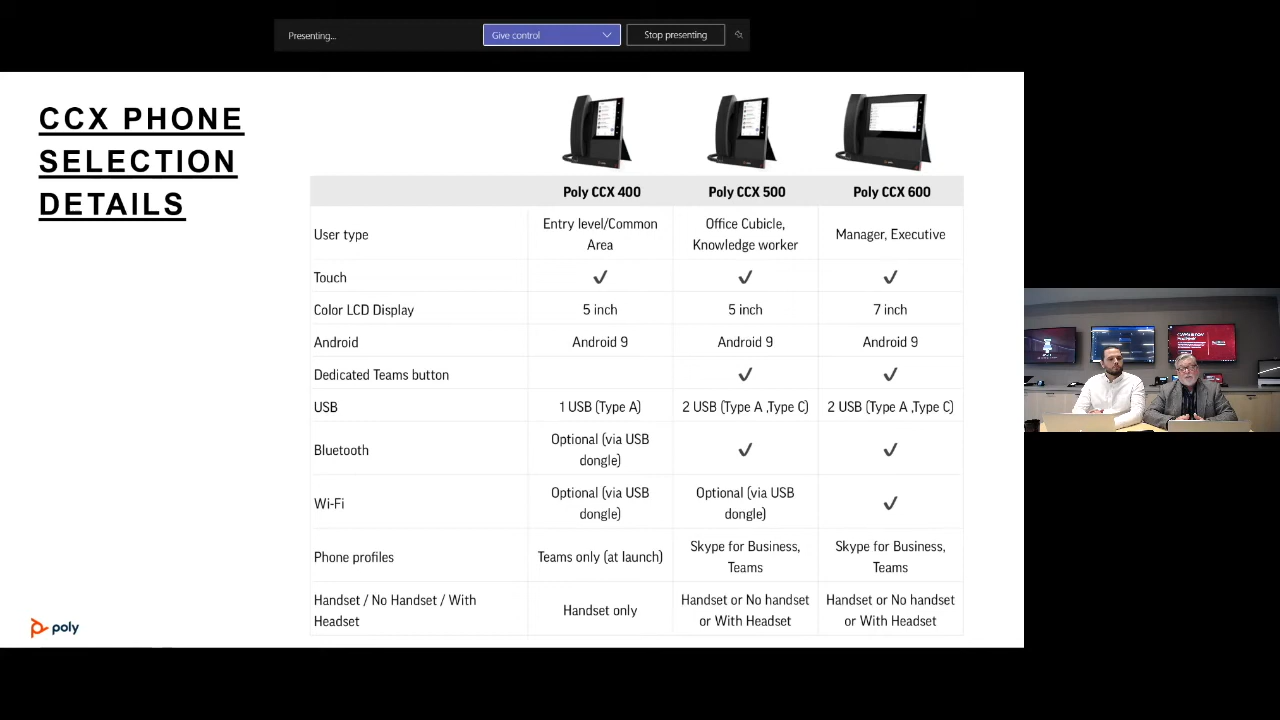 Presenting...
Give control
Stop presenting
CCX PHONE
SELECTION
DETAILS
Poly CCX 400 Poly CCX 500 Poly CCX 600
User type Entry level/Common Area Office Cubicle, Knowledge worker Manager, Executive
Touch ✔ ✔ ✔
Color LCD Display 5 inch 5 inch 7 inch
Android Android 9 Android 9 Android 9
Dedicated Teams button ✔ ✔
USB 1 USB (Type A) 2 USB (Type A ,Type C) 2 USB (Type A ,Type C)
Bluetooth Optional (via USB dongle) ✔ ✔
Wi-Fi Optional (via USB dongle) Optional (via USB dongle) ✔
Phone profiles Teams only (at launch) Skype for Business, Teams Skype for Business, Teams
Handset / No Handset / With Headset Handset only Handset or No handset or With Headset Handset or No handset or With Headset
poly